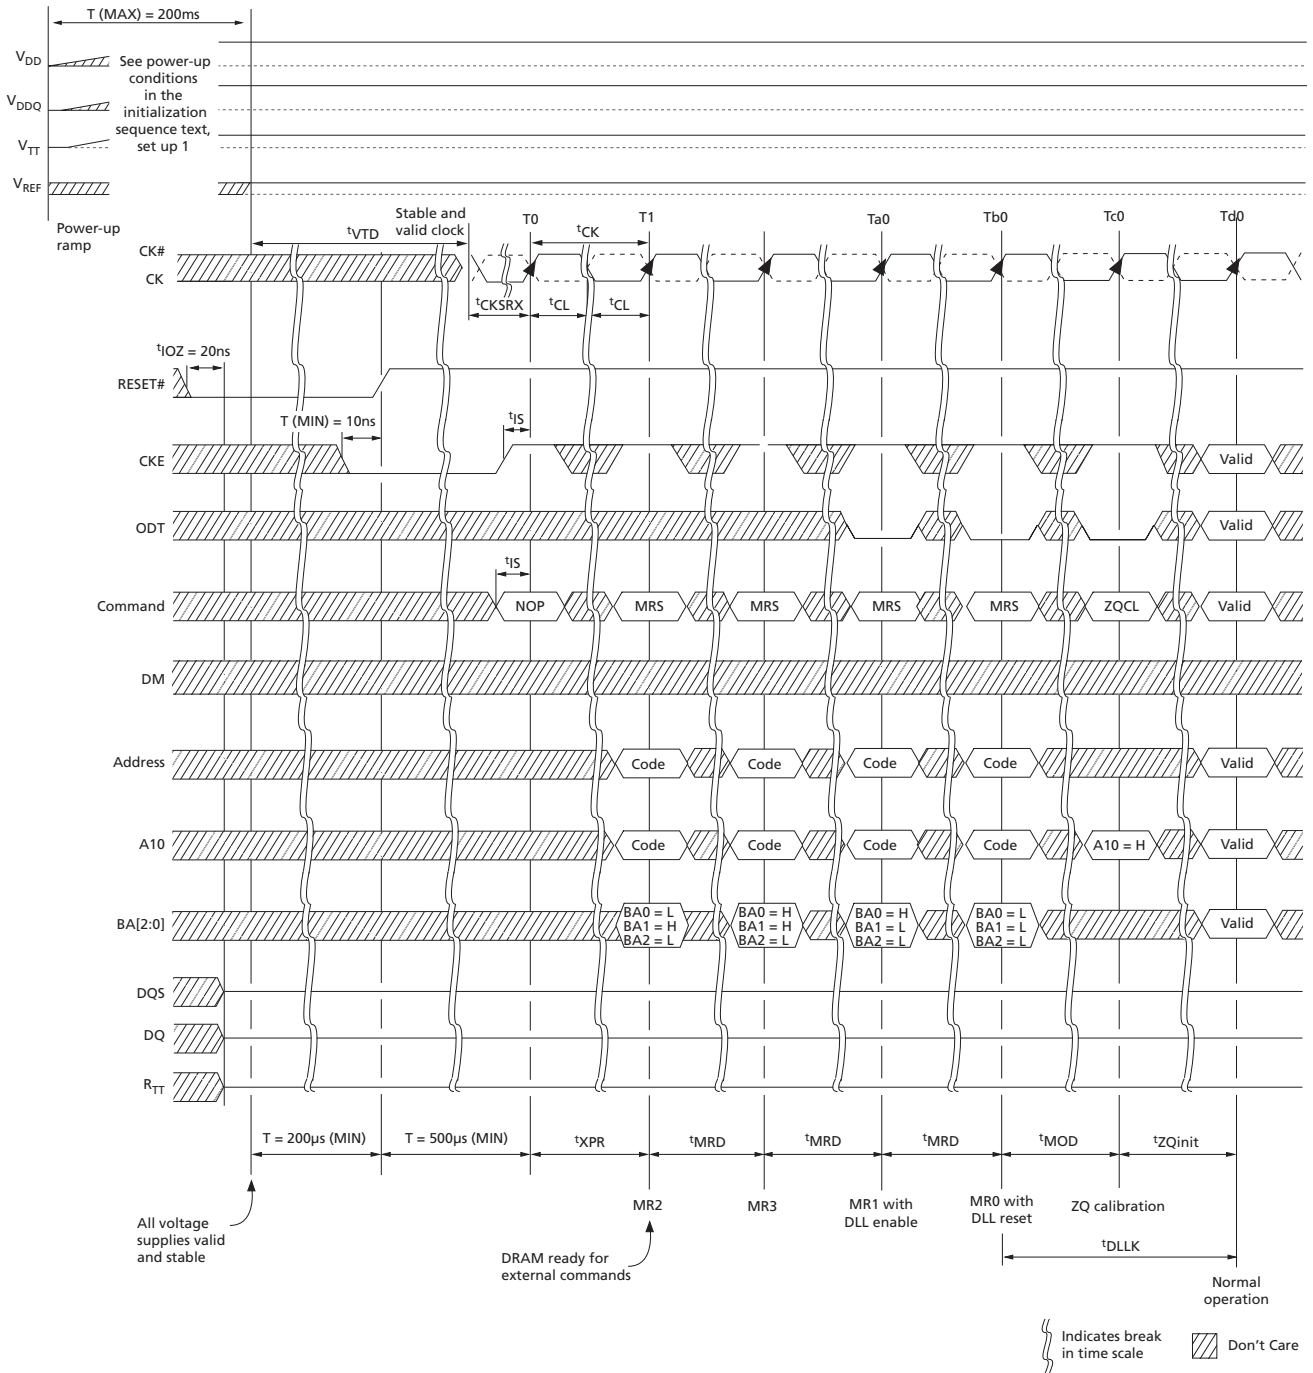 T (MAX) = 200ms
VDD
See power-up
conditions
in the
initialization
sequence text,
set up 1
VDDQ
VTT
VREF
Power-up
ramp
Stable and
valid clock
T0
T1
Ta0
Tb0
Tc0
Td0
tVTD
tCK
CK#
CK
tCKSRX
tCL
tCL
tIOZ = 20ns
RESET#
T (MIN) = 10ns
tIS
CKE
Valid
ODT
Valid
tIS
Command
NOP
MRS
MRS
MRS
MRS
ZQCL
Valid
DM
Address
Code
Code
Code
Code
Valid
A10
Code
Code
Code
Code
A10 = H
Valid
BA[2:0]
BA0 = L
BA1 = H
BA2 = L
BA0 = H
BA1 = H
BA2 = L
BA0 = H
BA1 = L
BA2 = L
BA0 = L
BA1 = L
BA2 = L
Valid
DQS
DQ
RTT
T = 200µs (MIN)
T = 500µs (MIN)
tXPR
tMRD
tMRD
tMRD
tMOD
tZQinit
MR2
MR3
MR1 with
DLL enable
MR0 with
DLL reset
ZQ calibration
All voltage
supplies valid
and stable
DRAM ready for
external commands
tDLLK
Normal
operation
Indicates break
in time scale
Don't Care